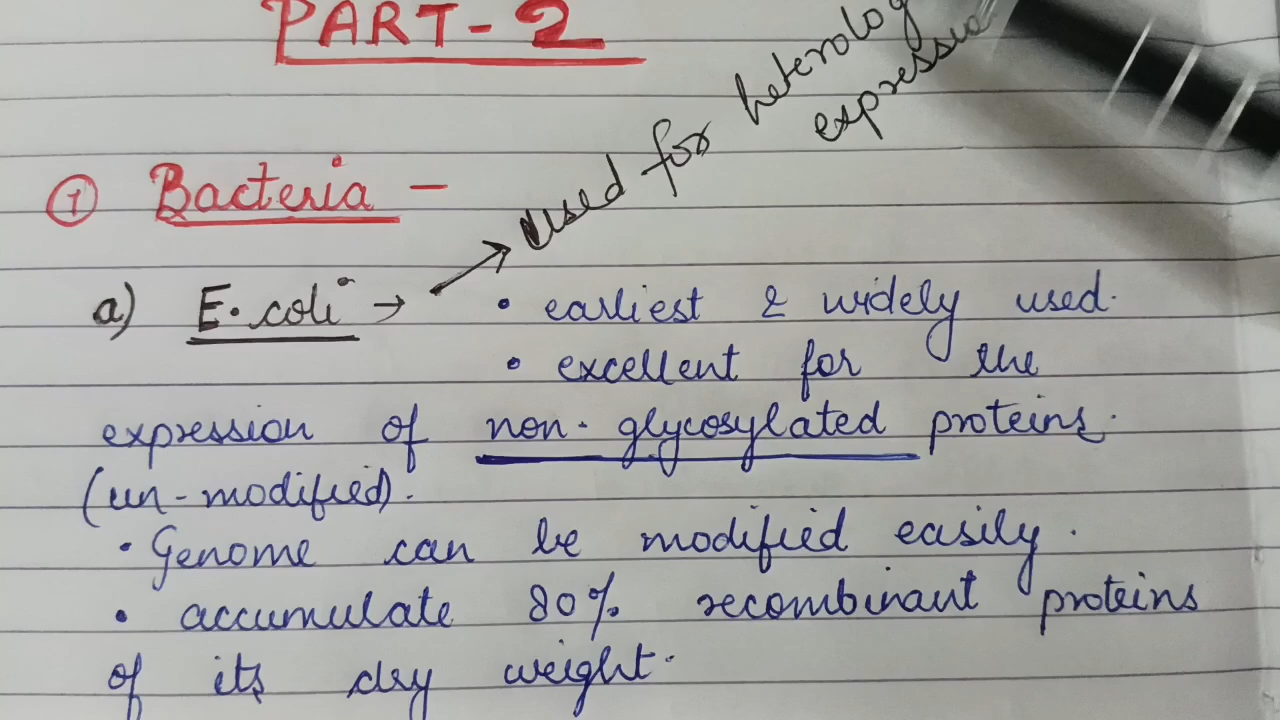 PART-2
used for heterolog
expressio
① Bacteria -
a) E. coli → • earliest & widely used.
• excellent for the
expression of non-glycosylated proteins.
(un-modified).
• Genome can be modified easily.
• accumulate 80% recombinant proteins
of its dry weight.